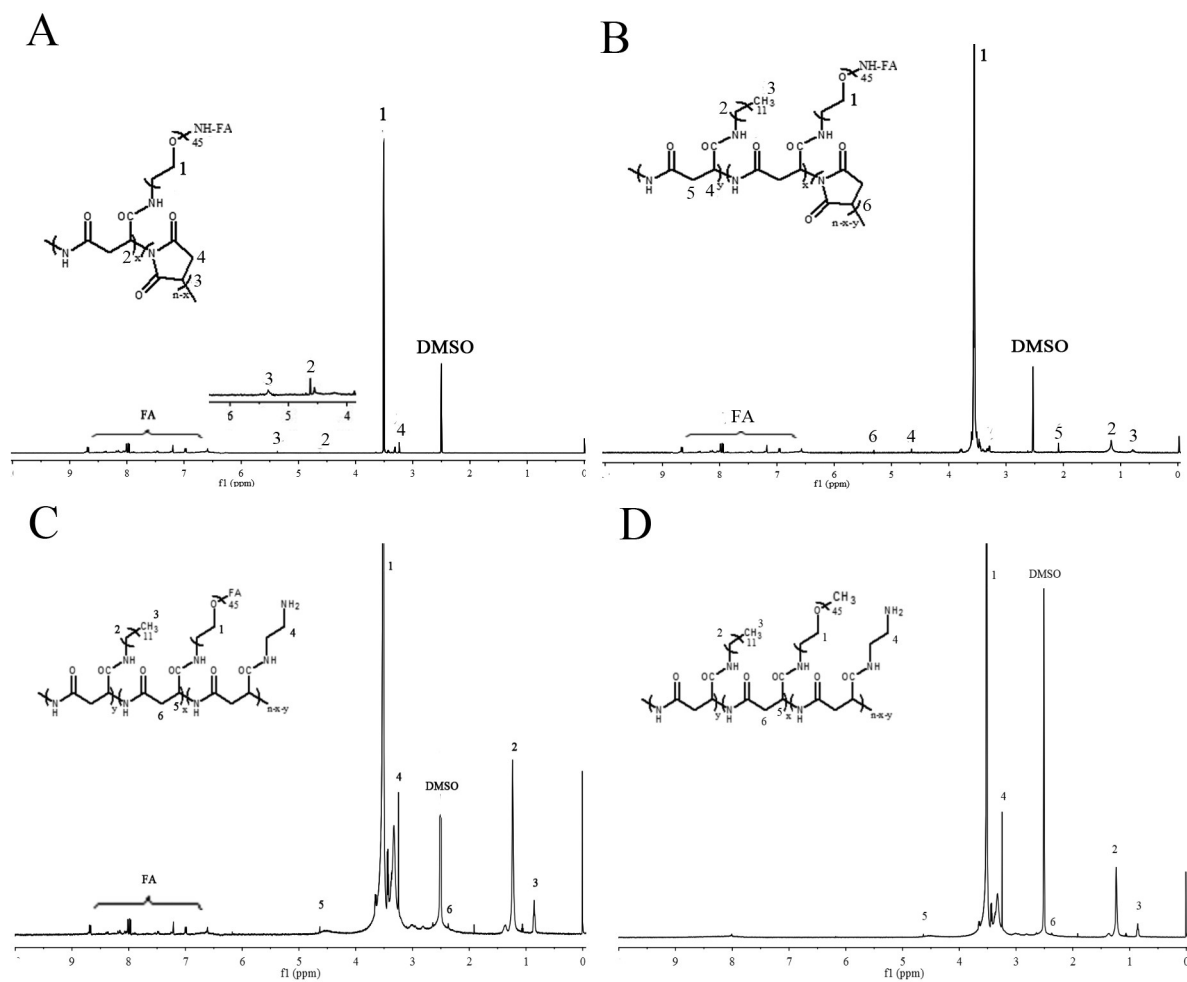 A
NH-FA
45
O
1
NH
OC
O
O
N
H
2
x
N
4
O
3
n-x
1
DMSO
3
2
6
5
4
FA
3
2
4
9
8
7
6
5
4
3
2
1
0
f1 (ppm)
B
NH-FA
45
O
3
CH3
11
2
1
NH
NH
OC
OC
O
O
O
N
H
5
4
y
N
H
x
N
O
6
n-x-y
1
DMSO
FA
6
4
5
2
3
9
8
7
6
5
4
3
2
1
0
f1 (ppm)
C
FA
45
O
3
CH3
11
2
1
NH2
4
NH
NH
NH
OC
OC
OC
O
O
O
N
H
y
N
H
6
5
x
N
H
n-x-y
1
4
DMSO
2
3
FA
5
6
9
8
7
6
5
4
3
2
1
0
f1 (ppm)
D
CH3
45
O
3
CH3
11
2
1
NH2
4
NH
NH
NH
OC
OC
OC
O
O
O
N
H
y
N
H
6
5
x
N
H
n-x-y
1
DMSO
4
2
3
5
6
9
8
7
6
5
4
3
2
1
0
f1 (ppm)